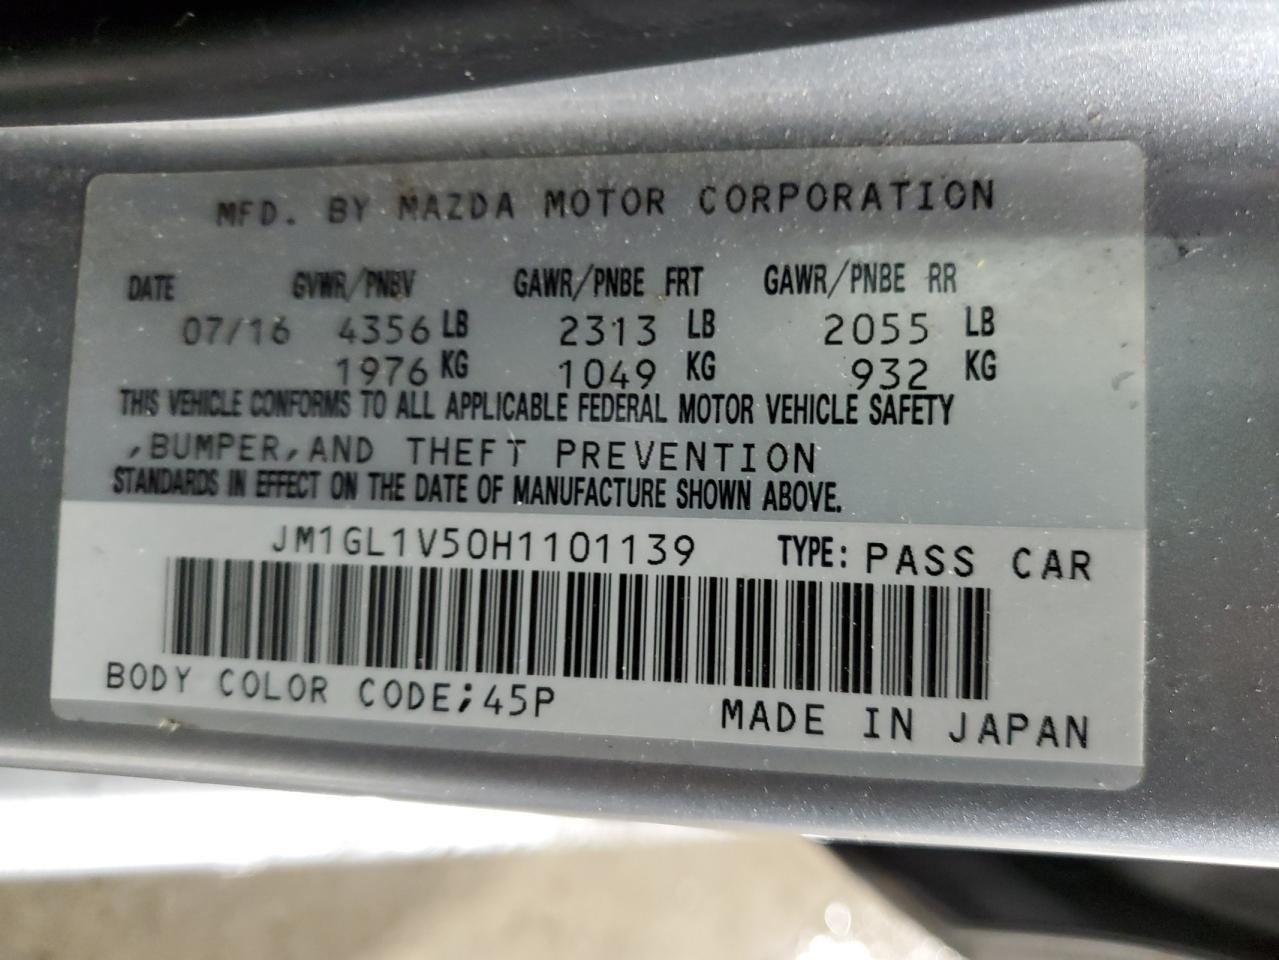 MFD. BY MAZDA MOTOR CORPORATION
DATE GVWR/PNBV GAWR/PNBE FRT GAWR/PNBE RR
07/16 4356 LB 2313 LB 2055 LB
1976 KG 1049 KG 932 KG
THIS VEHICLE CONFORMS TO ALL APPLICABLE FEDERAL MOTOR VEHICLE SAFETY
,BUMPER,AND THEFT PREVENTION
STANDARDS IN EFFECT ON THE DATE OF MANUFACTURE SHOWN ABOVE.
JM1GL1V50H1101139 TYPE: PASS CAR
BODY COLOR CODE;45P
MADE IN JAPAN